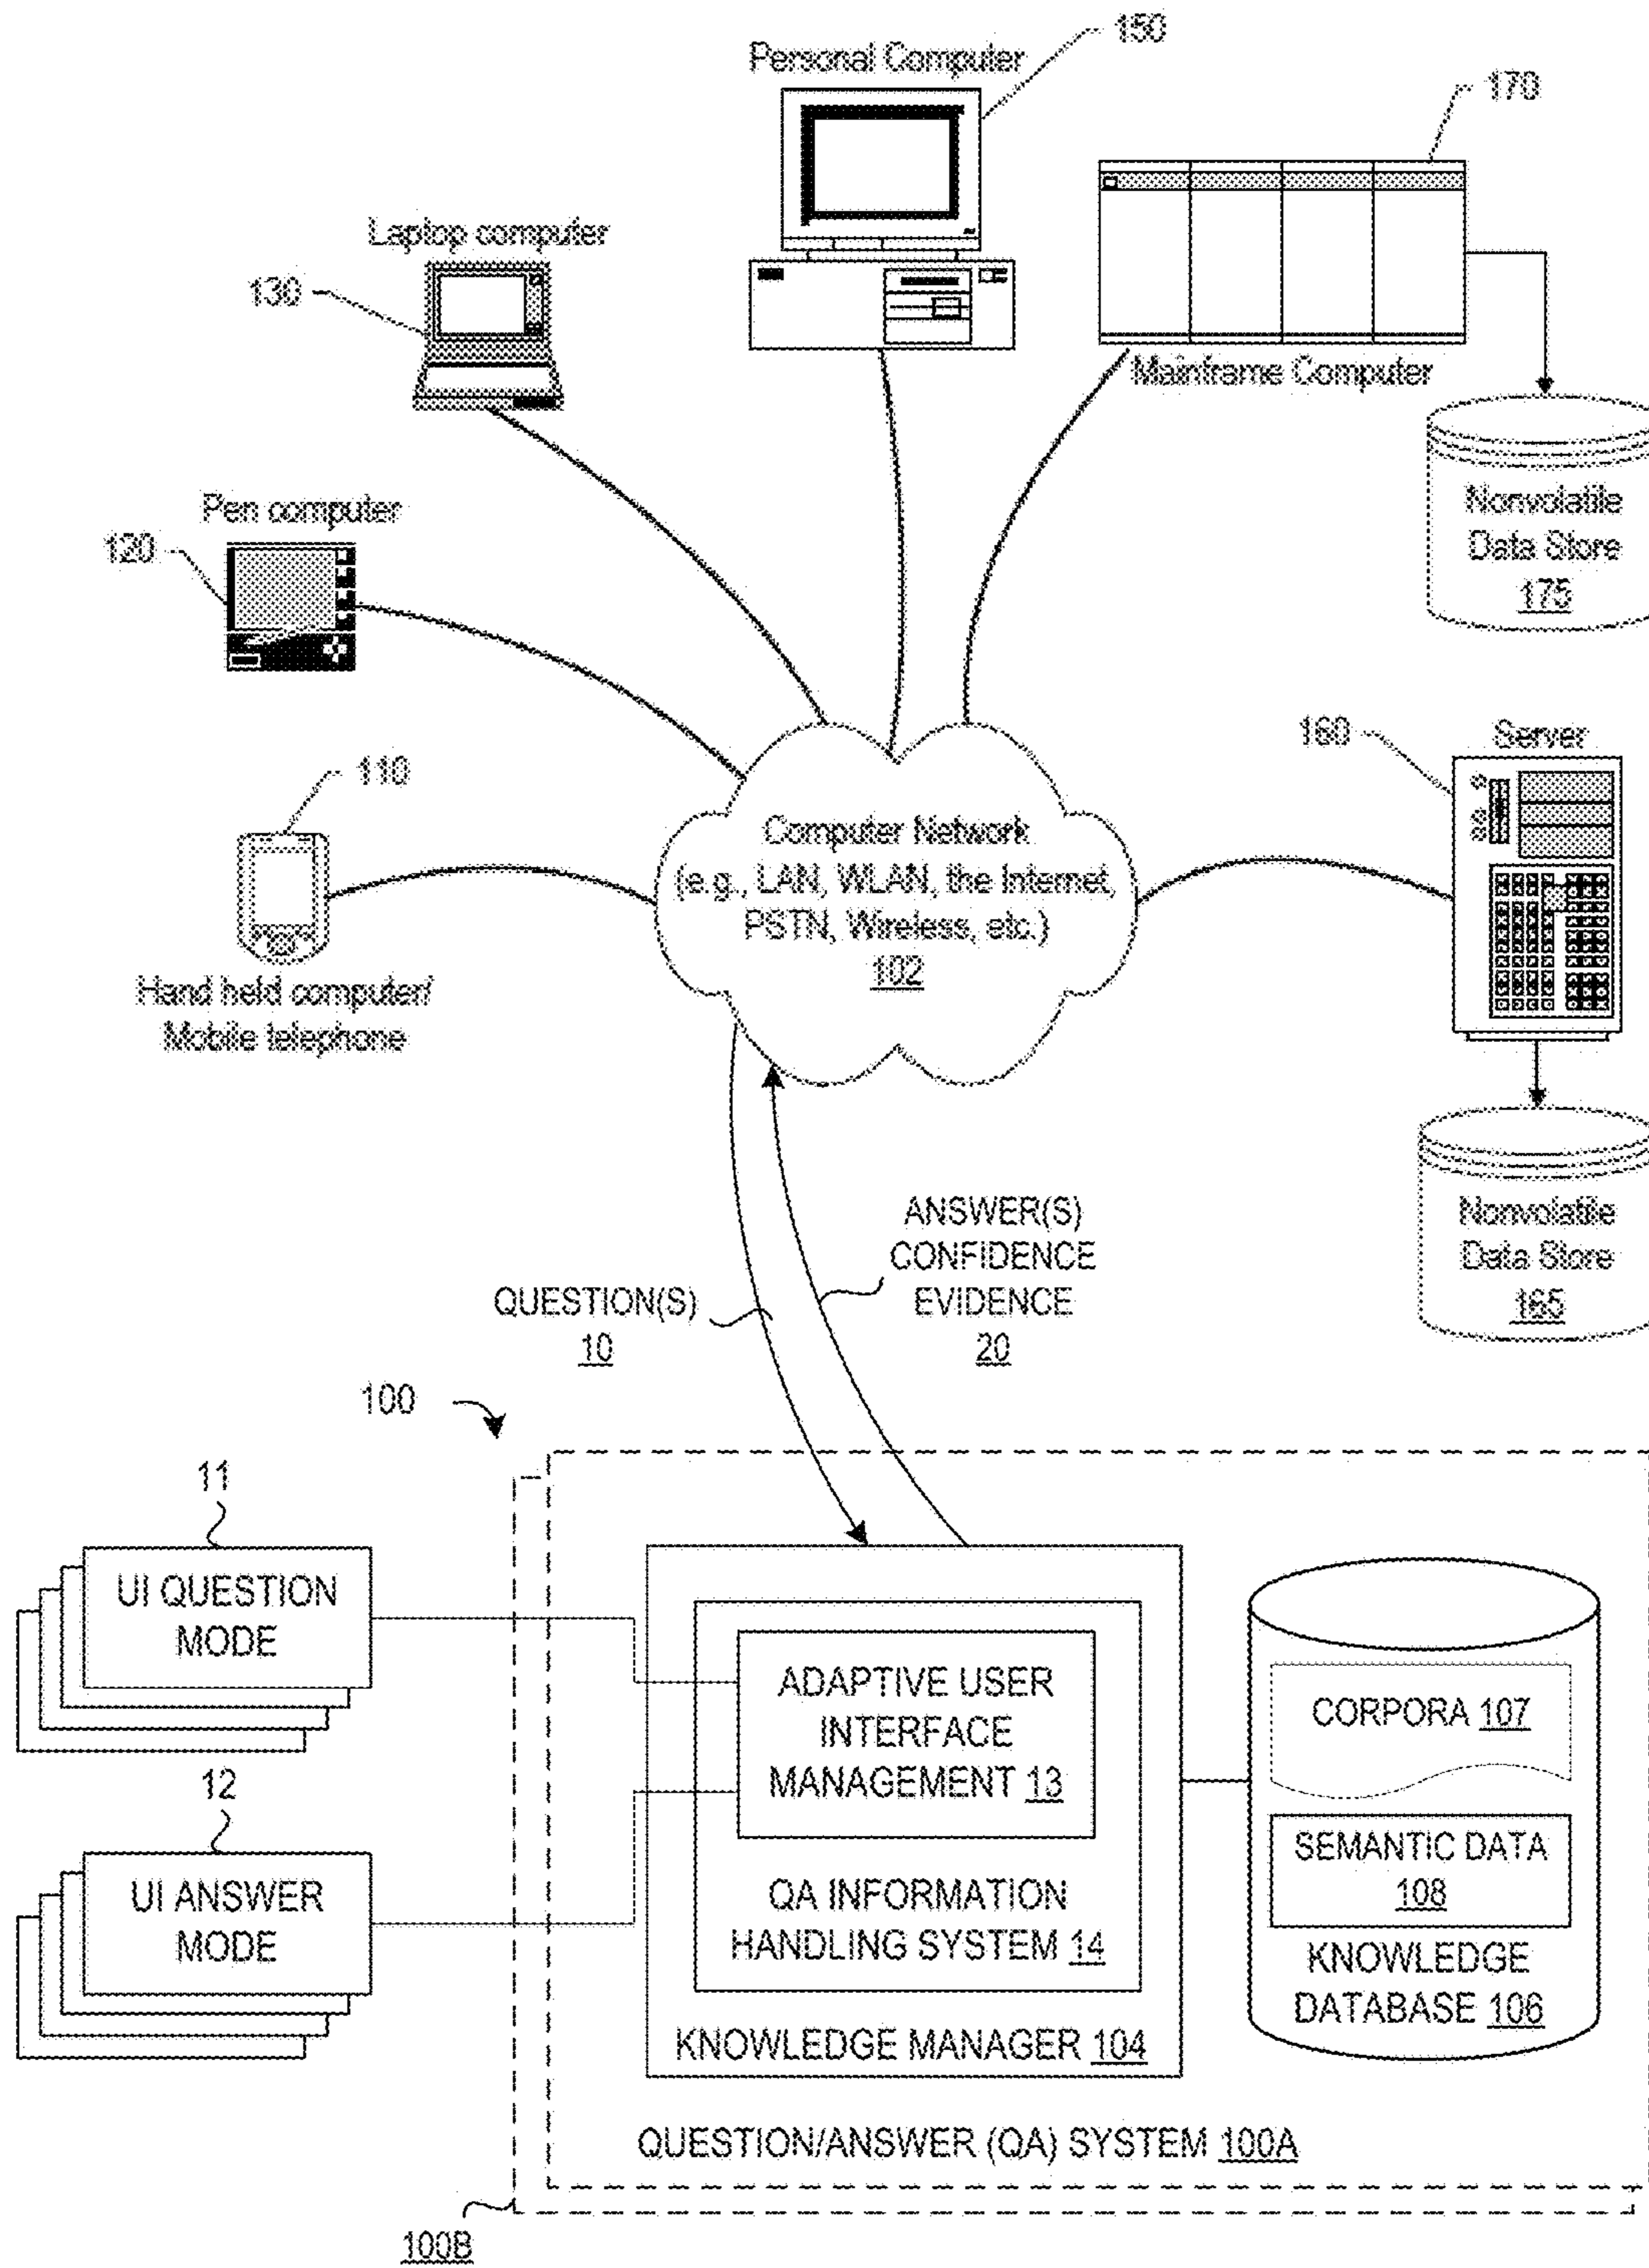 150
Personal Computer
170
Laptop computer
130
Mainframe Computer
Nonvolatile
Data Store
175
Pen computer
120
160
Server
110
Computer Network
(e.g., LAN, WLAN, the Internet,
PSTN, Wireless, etc.)
102
Hand held computer/
Mobile telephone
Nonvolatile
Data Store
165
ANSWER(S)
CONFIDENCE
EVIDENCE
20
QUESTION(S)
10
100
11
UI QUESTION
MODE
12
UI ANSWER
MODE
ADAPTIVE USER
INTERFACE
MANAGEMENT 13
QA INFORMATION
HANDLING SYSTEM 14
KNOWLEDGE MANAGER 104
CORPORA 107
SEMANTIC DATA
108
KNOWLEDGE
DATABASE 106
QUESTION/ANSWER (QA) SYSTEM 100A
100B